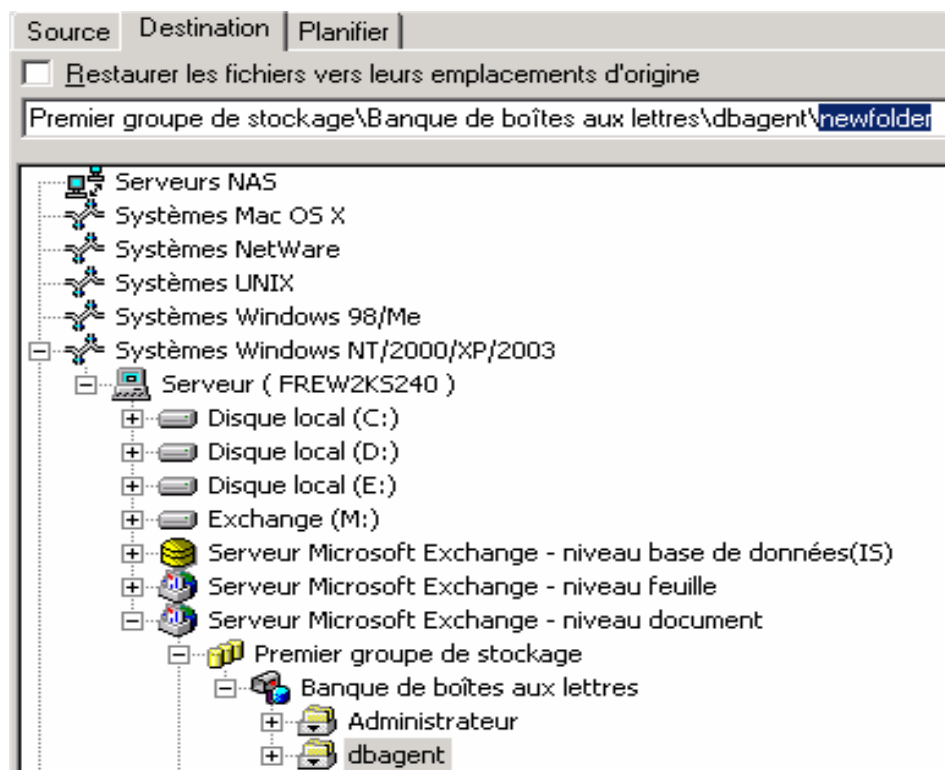 Source Destination Planifier
Restaurer les fichiers vers leurs emplacements d'origine
Premier groupe de stockage\Banque de boîtes aux lettres\dbagent\newfolder
Serveurs NAS
Systèmes Mac OS X
Systèmes NetWare
Systèmes UNIX
Systèmes Windows 98/Me
Systèmes Windows NT/2000/XP/2003
Serveur ( FREW2KS240 )
Disque local (C:)
Disque local (D:)
Disque local (E:)
Exchange (M:)
Serveur Microsoft Exchange - niveau base de données(IS)
Serveur Microsoft Exchange - niveau feuille
Serveur Microsoft Exchange - niveau document
Premier groupe de stockage
Banque de boîtes aux lettres
Administrateur
dbagent